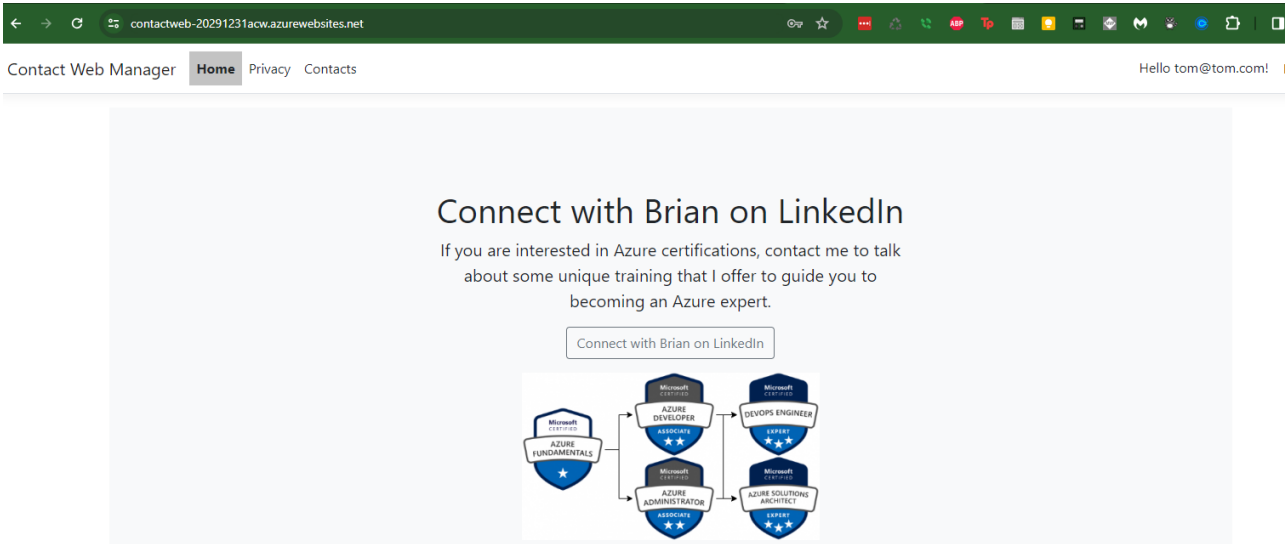 contactweb-20291231acw.azurewebsites.net
ABP
Tp
Contact Web Manager Home Privacy Contacts Hello tom@tom.com!
Connect with Brian on LinkedIn
If you are interested in Azure certifications, contact me to talk
about some unique training that I offer to guide you to
becoming an Azure expert.
Connect with Brian on LinkedIn
Microsoft
CERTIFIED
AZURE
FUNDAMENTALS
Microsoft
CERTIFIED
AZURE
DEVELOPER
ASSOCIATE
Microsoft
CERTIFIED
DEVOPS ENGINEER
EXPERT
Microsoft
CERTIFIED
AZURE
ADMINISTRATOR
ASSOCIATE
Microsoft
CERTIFIED
AZURE SOLUTIONS
ARCHITECT
EXPERT